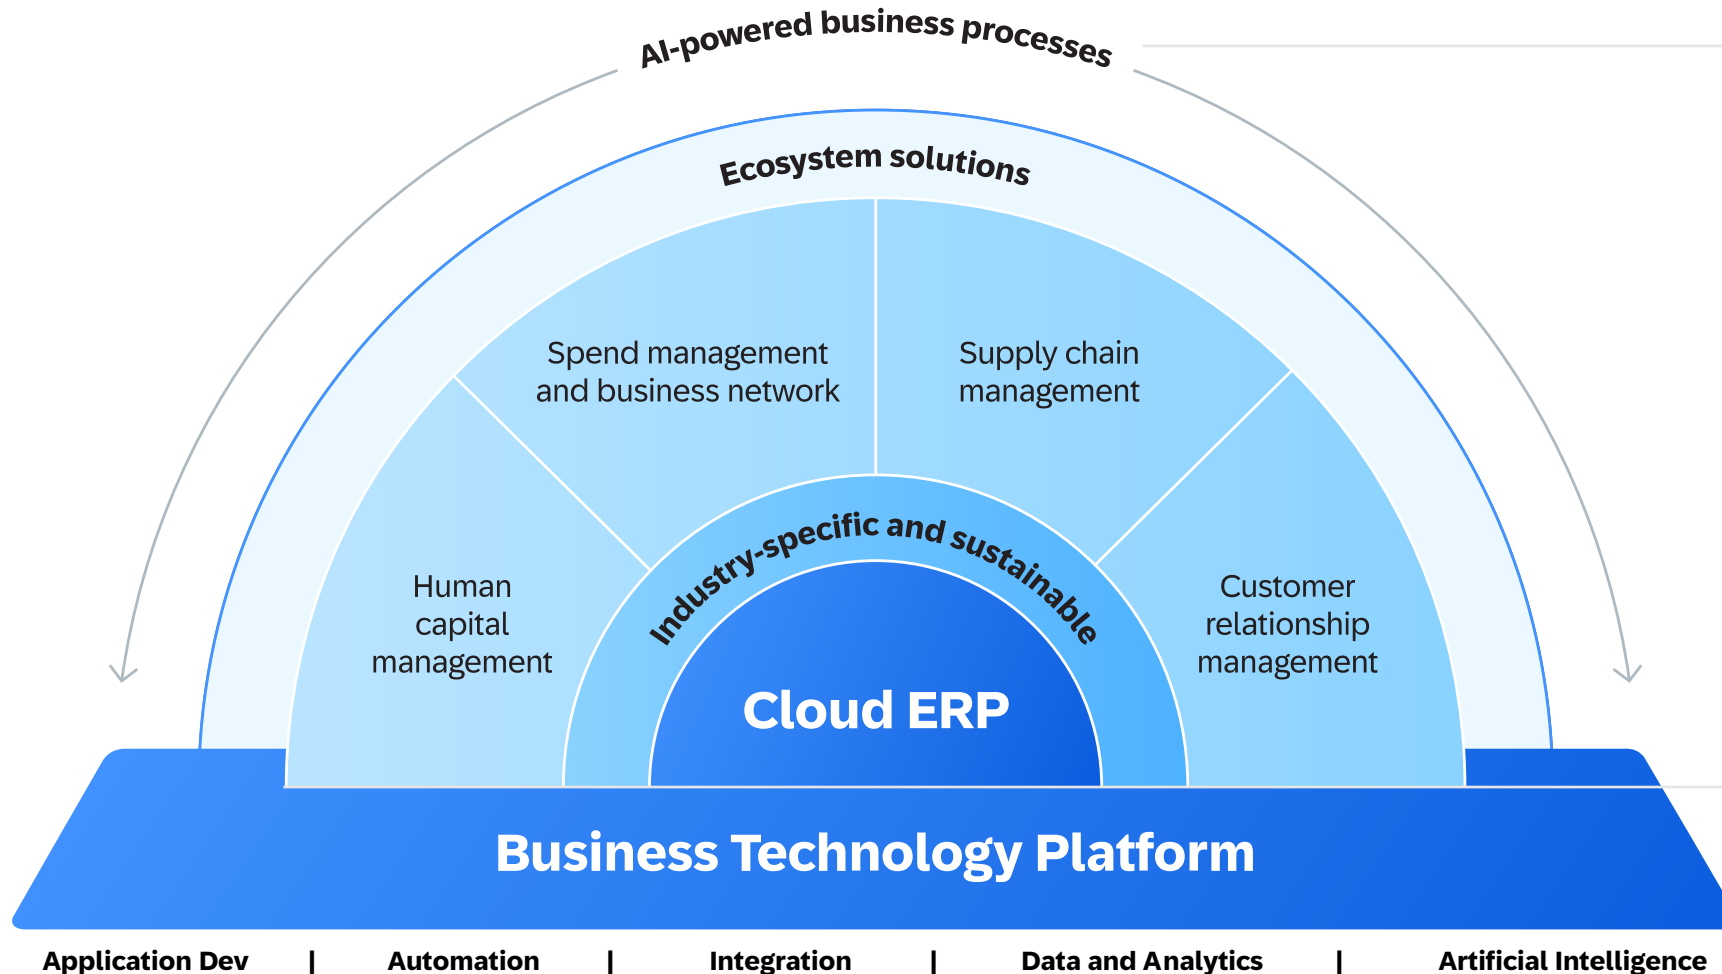 AI-powered business processes
Ecosystem solutions
Spend management
and business network
Supply chain
management
Human
capital
management
Industry-specific and sustainable
Customer
relationship
management
Cloud ERP
Business Technology Platform
Application Dev | Automation | Integration | Data and Analytics | Artificial Intelligence